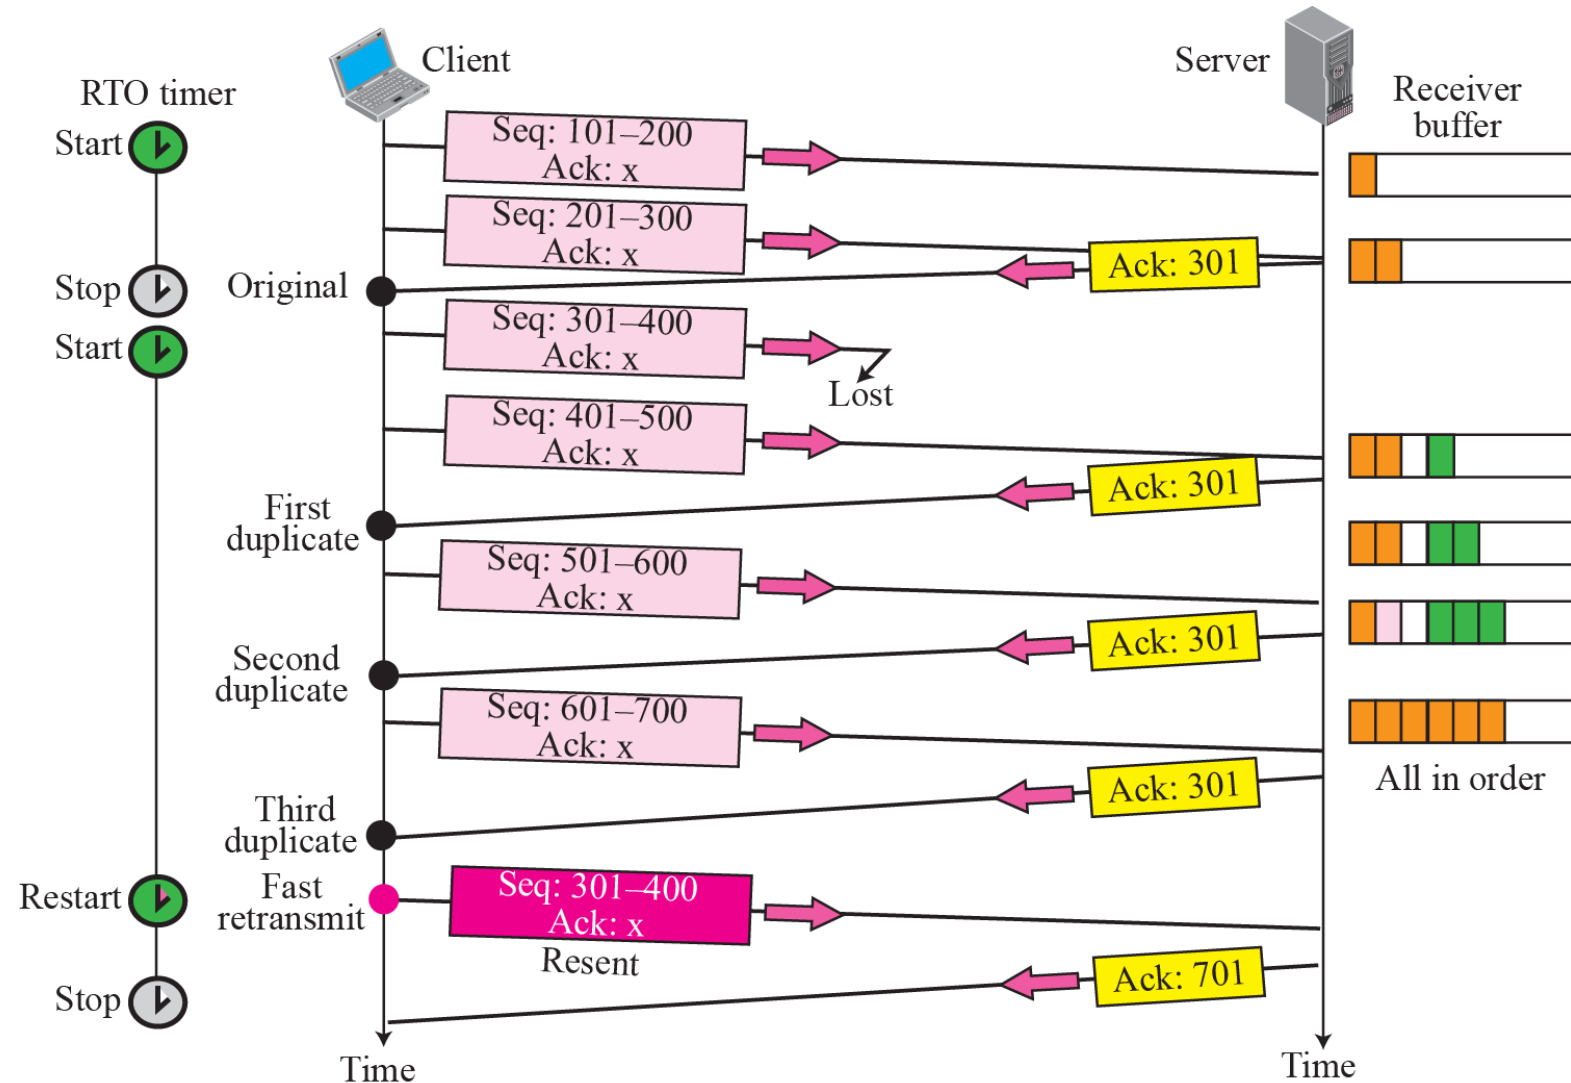 Client
Server
RTO timer
Receiver
buffer
Start
Seq: 101–200
Ack: x
Seq: 201–300
Ack: x
Ack: 301
Stop
Original
Seq: 301–400
Ack: x
Start
Lost
Seq: 401–500
Ack: x
Ack: 301
First
duplicate
Seq: 501–600
Ack: x
Ack: 301
Second
duplicate
Seq: 601–700
Ack: x
All in order
Ack: 301
Third
duplicate
Restart
Fast
retransmit
Seq: 301–400
Ack: x
Resent
Ack: 701
Stop
Time
Time